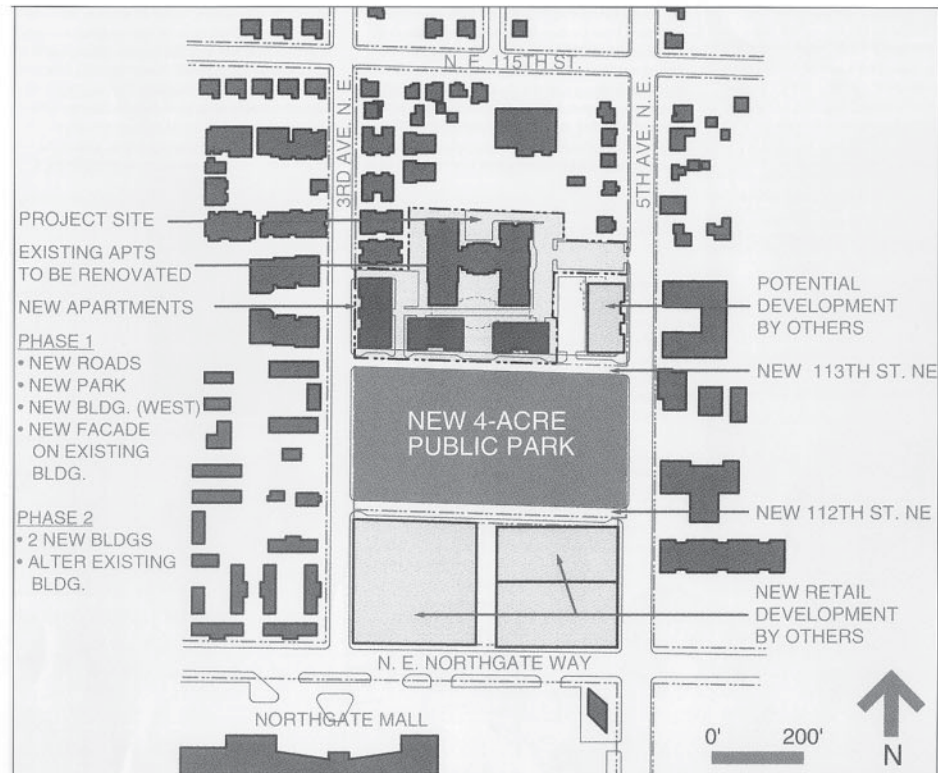 N. E. 115TH ST.
3RD AVE. N. E.
5TH AVE. N. E.
PROJECT SITE
EXISTING APTS
TO BE RENOVATED
NEW APARTMENTS
PHASE 1
• NEW ROADS
• NEW PARK
• NEW BLDG. (WEST)
• NEW FACADE
ON EXISTING
BLDG.
PHASE 2
• 2 NEW BLDGS
• ALTER EXISTING
BLDG.
POTENTIAL
DEVELOPMENT
BY OTHERS
NEW 113TH ST. NE
NEW 4-ACRE
PUBLIC PARK
NEW 112TH ST. NE
NEW RETAIL
DEVELOPMENT
BY OTHERS
N. E. NORTHGATE WAY
NORTHGATE MALL
0' 200'
N